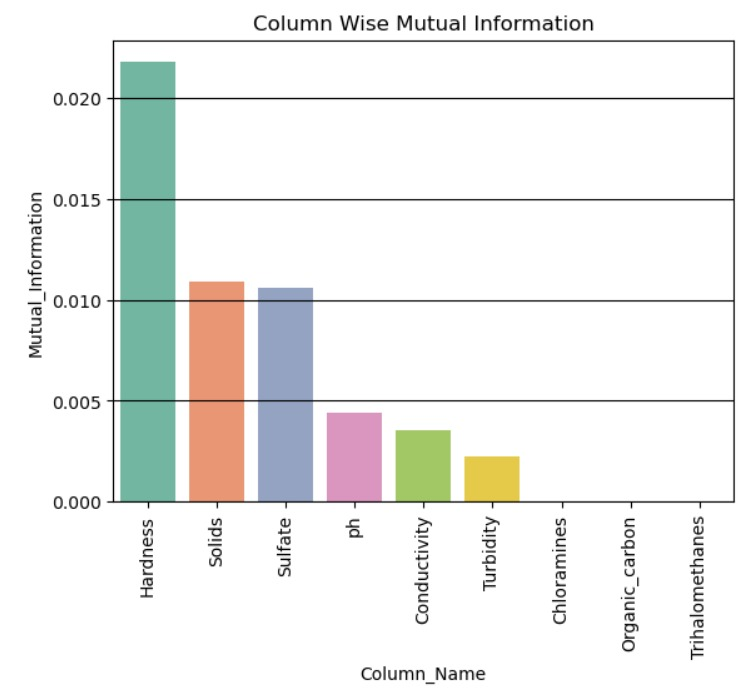 Column Wise Mutual Information
Mutual_Information
0.020
0.015
0.010
0.005
0.000
Hardness
Solids
Sulfate
ph
Conductivity
Turbidity
Chloramines
Organic_carbon
Trihalomethanes
Column_Name